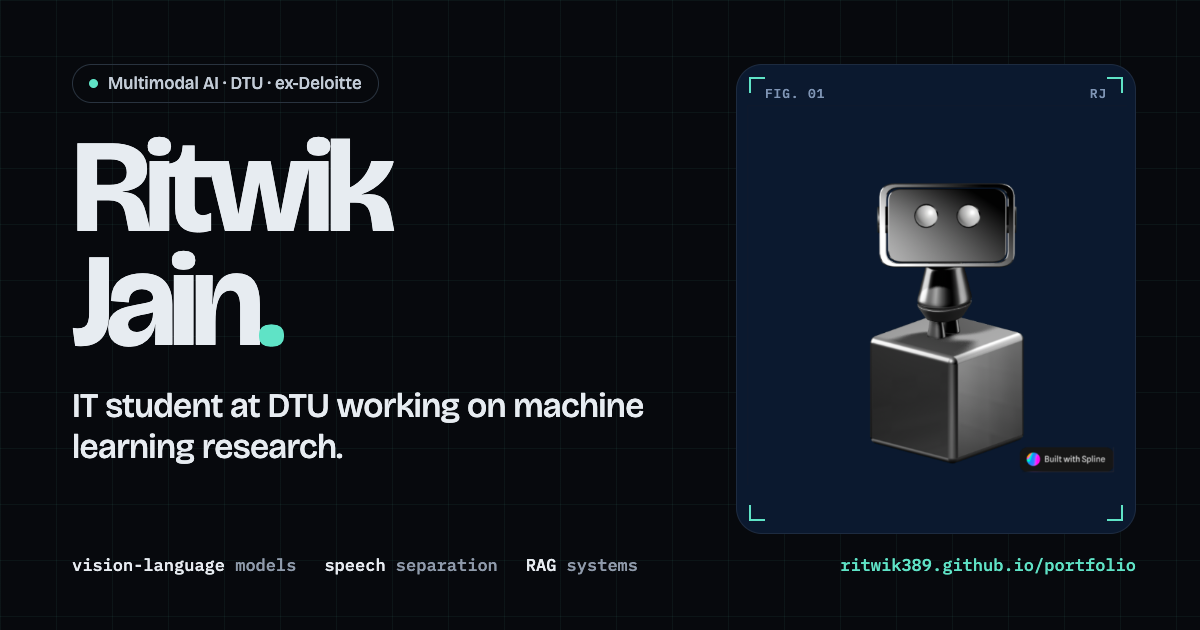 Multimodal AI · DTU · ex-Deloitte
Ritwik
Jain.
IT student at DTU working on machine
learning research.
vision-language models speech separation RAG systems
FIG. 01
RJ
Built with Spline
ritwik389.github.io/portfolio